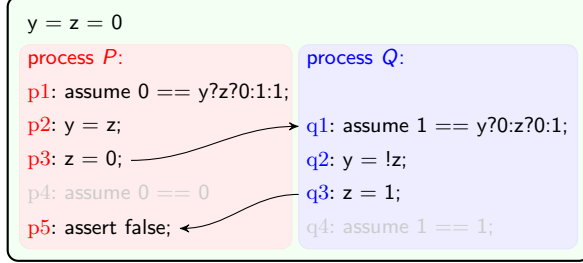 y = z = 0
process P:
p1: assume 0 == y?z?0:1:1;
p2: y = z;
p3: z = 0;
p4: assume 0 == 0
p5: assert false;
process Q:
q1: assume 1 == y?0:z?0:1;
q2: y = !z;
q3: z = 1;
q4: assume 1 == 1;